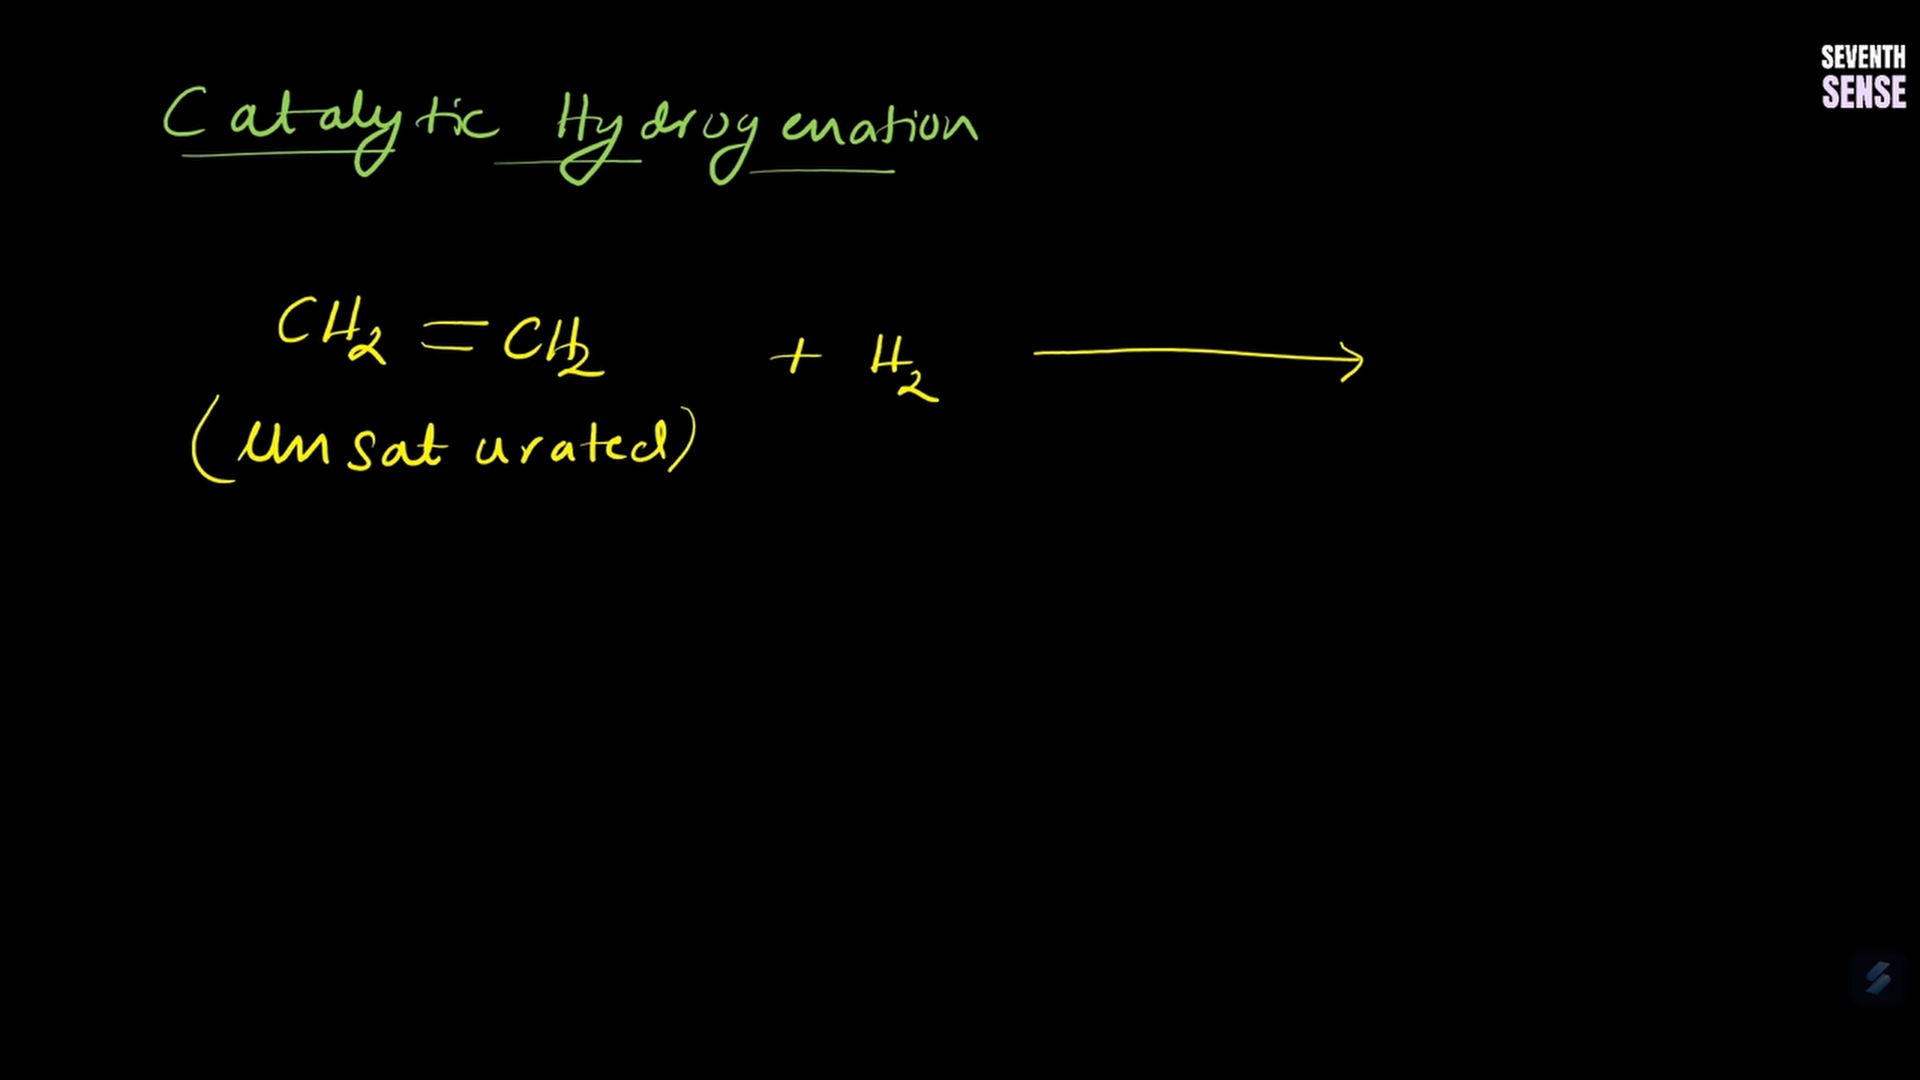 SEVENTH
SENSE
Catalytic Hydrogenation
CH₂ = CH₂ + H₂ ⟶
(Unsaturated)